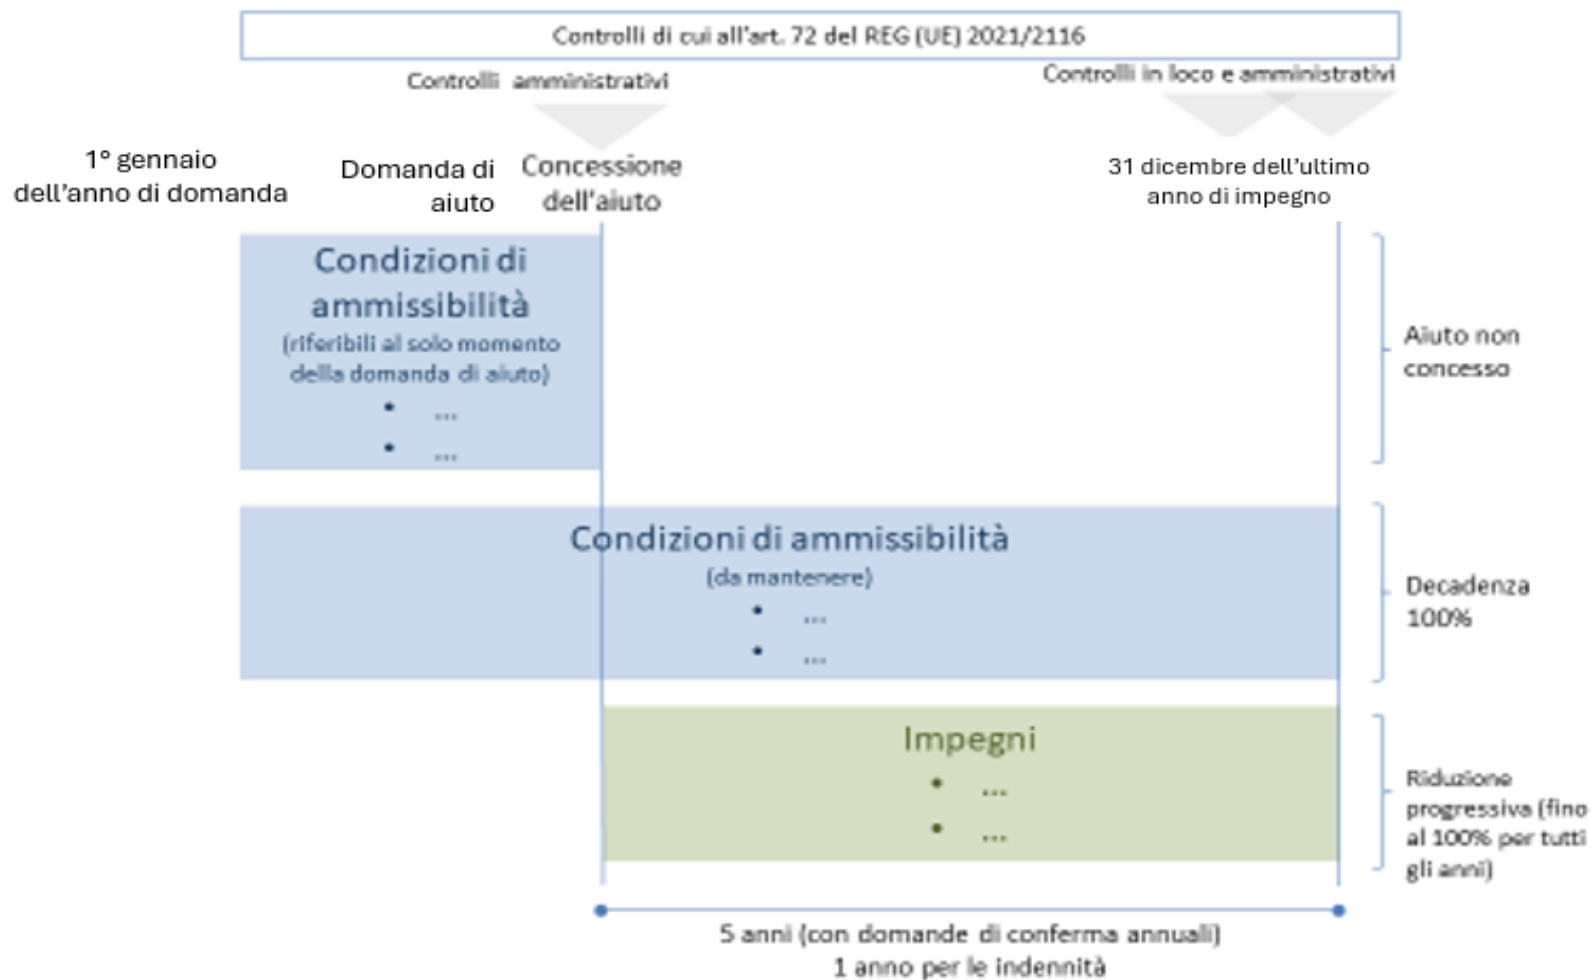 Controlli di cui all'art. 72 del REG (UE) 2021/2116
Controlli amministrativi
Controlli in loco e amministrativi
1° gennaio
dell'anno di domanda
Domanda di
aiuto
Concessione
dell'aiuto
31 dicembre dell'ultimo
anno di impegno
Condizioni di
ammissibilità
(riferibili al solo momento
della domanda di aiuto)
• ...
• ...
Aiuto non
concesso
Condizioni di ammissibilità
(da mantenere)
• ...
• ...
Decadenza
100%
Impegni
• ...
• ...
Riduzione
progressiva (fino
al 100% per tutti
gli anni)
5 anni (con domande di conferma annuali)
1 anno per le indennità